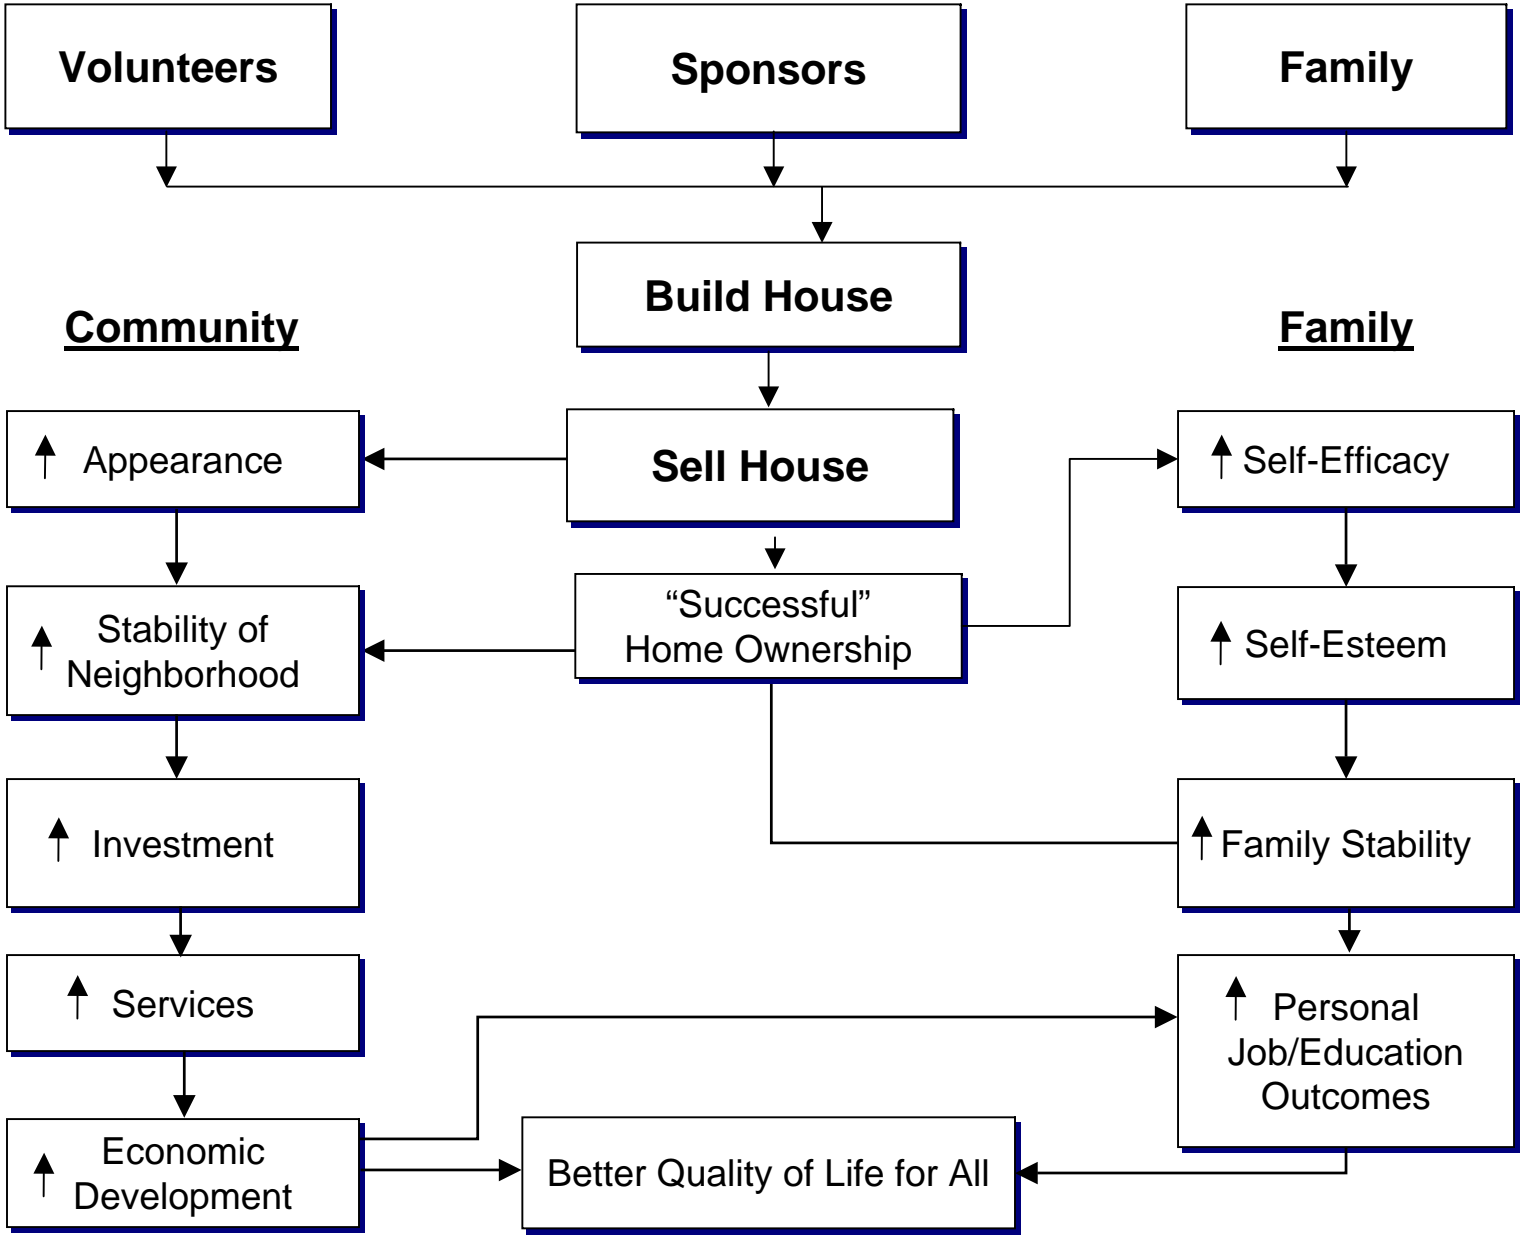 Volunteers
Sponsors
Family
Build House
Community
Family
Appearance
Sell House
Self-Efficacy
“Successful”
Home Ownership
Stability of
Neighborhood
Self-Esteem
Investment
Family Stability
Services
Personal
Job/Education
Outcomes
Economic
Development
Better Quality of Life for All